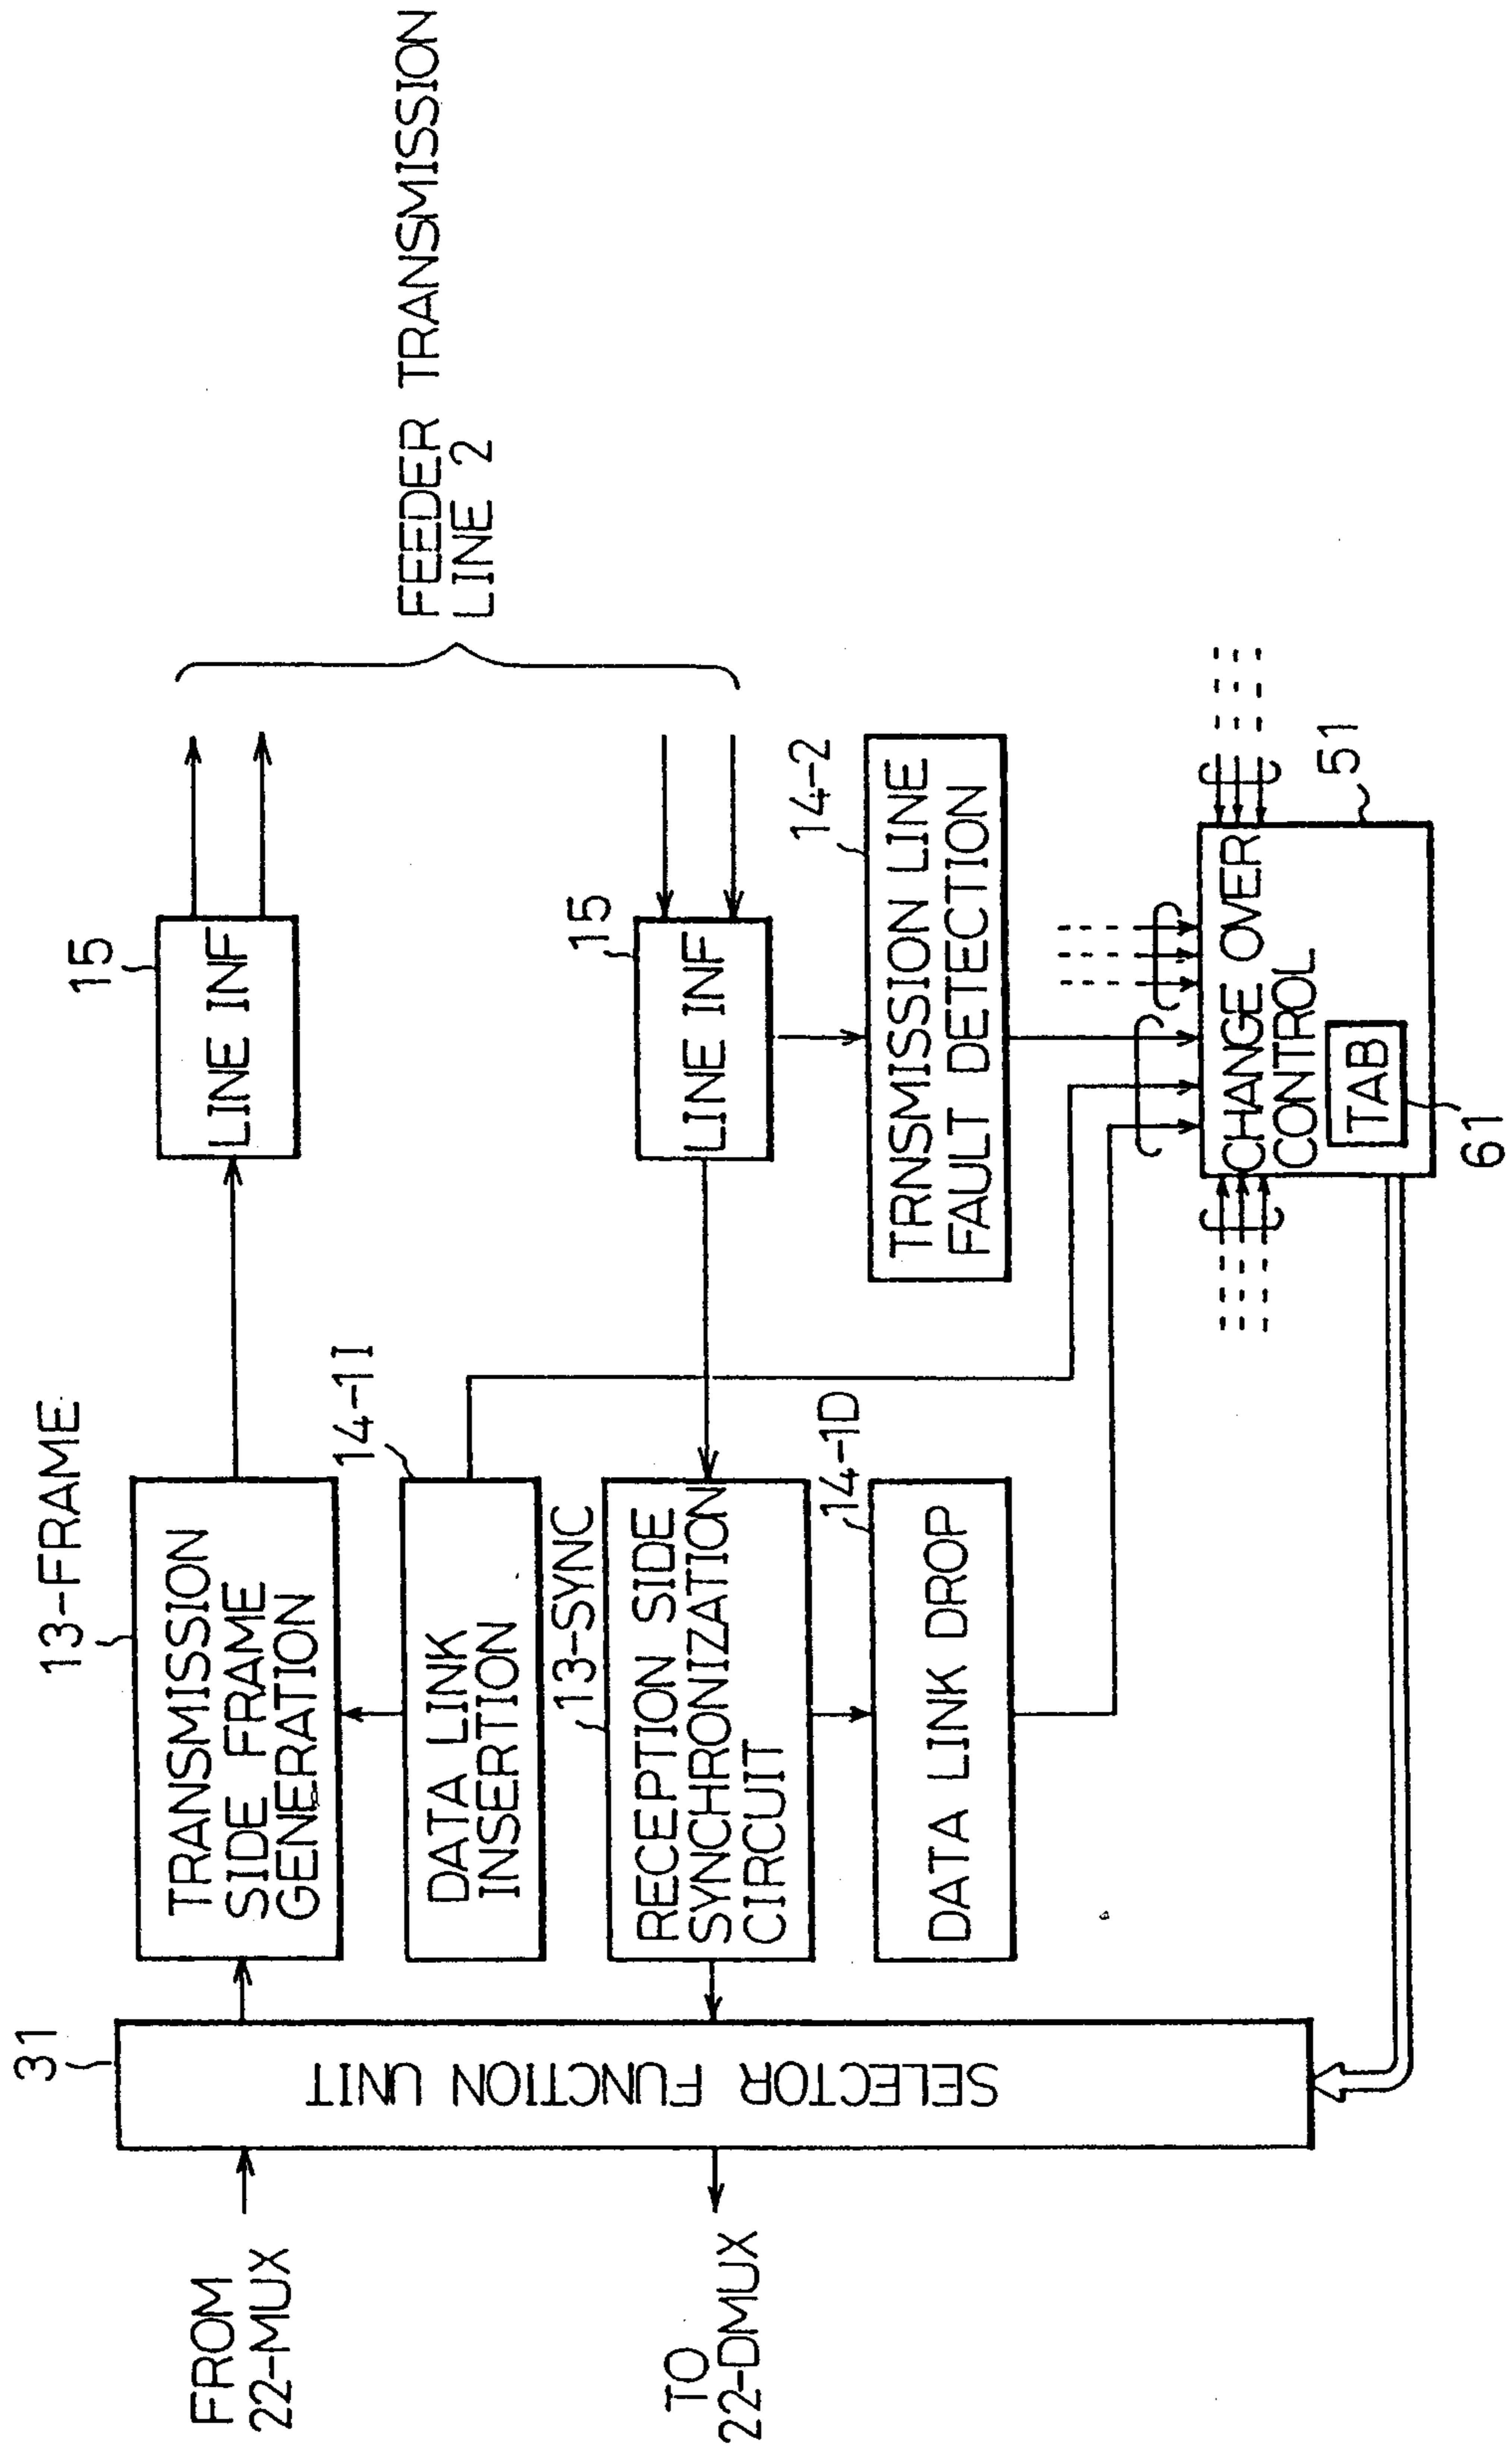 FROM
22-MUX
TO
22-DMUX
31
SELECTOR FUNCTION UNIT
13-FRAME
TRANSMISSION
SIDE FRAME
GENERATION
14-1I
DATA LINK
INSERTION
13-SYNC
RECEPTION SIDE
SYNCHRONIZATION
CIRCUIT
14-1D
DATA LINK DROP
15
LINE INF
15
LINE INF
14-2
TRNSMISSION LINE
FAULT DETECTION
51
CHANGE OVER
CONTROL
TAB
61
FEEDER TRANSMISSION
LINE 2